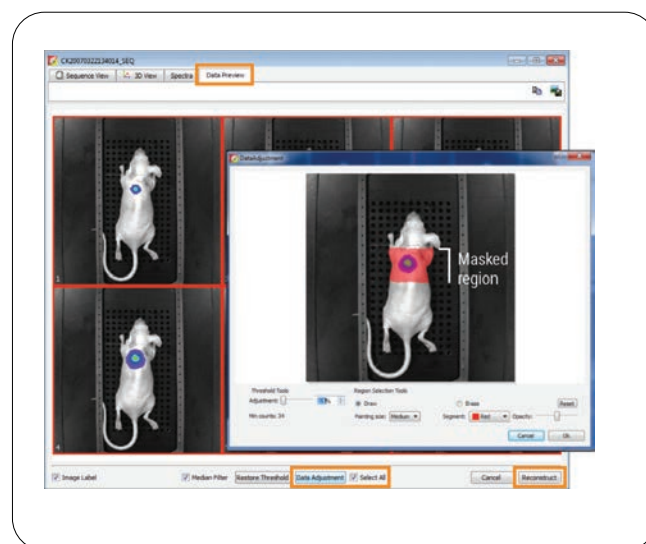 CK20070322134014_SEQ
Sequence View 3D View Spectra Data Preview
DataAdjustment
1
Masked
region
Threshold Tools Region Selection Tools
Adjustment: % Draw Erase Reset
Min counts: 34 Painting size: Medium Segment: Red Opacity:
Cancel Ok
4
Image Label Median Filter Restore Threshold Data Adjustment Select All Cancel Reconstruct